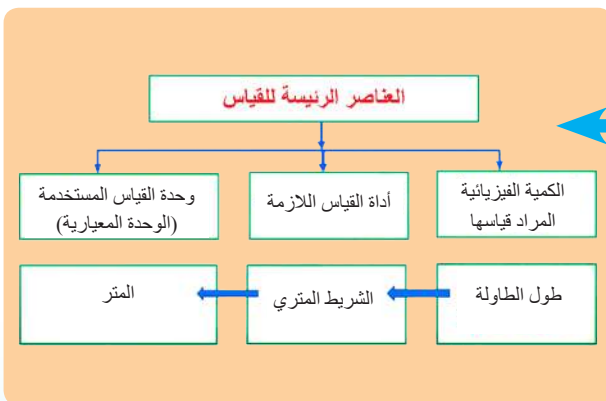 العناصر الرئيسة للقياس
الكمية الفيزيائية
المراد قياسها
أداة القياس اللازمة
وحدة القياس المستخدمة
(الوحدة المعيارية)
طول الطاولة
الشريط المتري
المتر